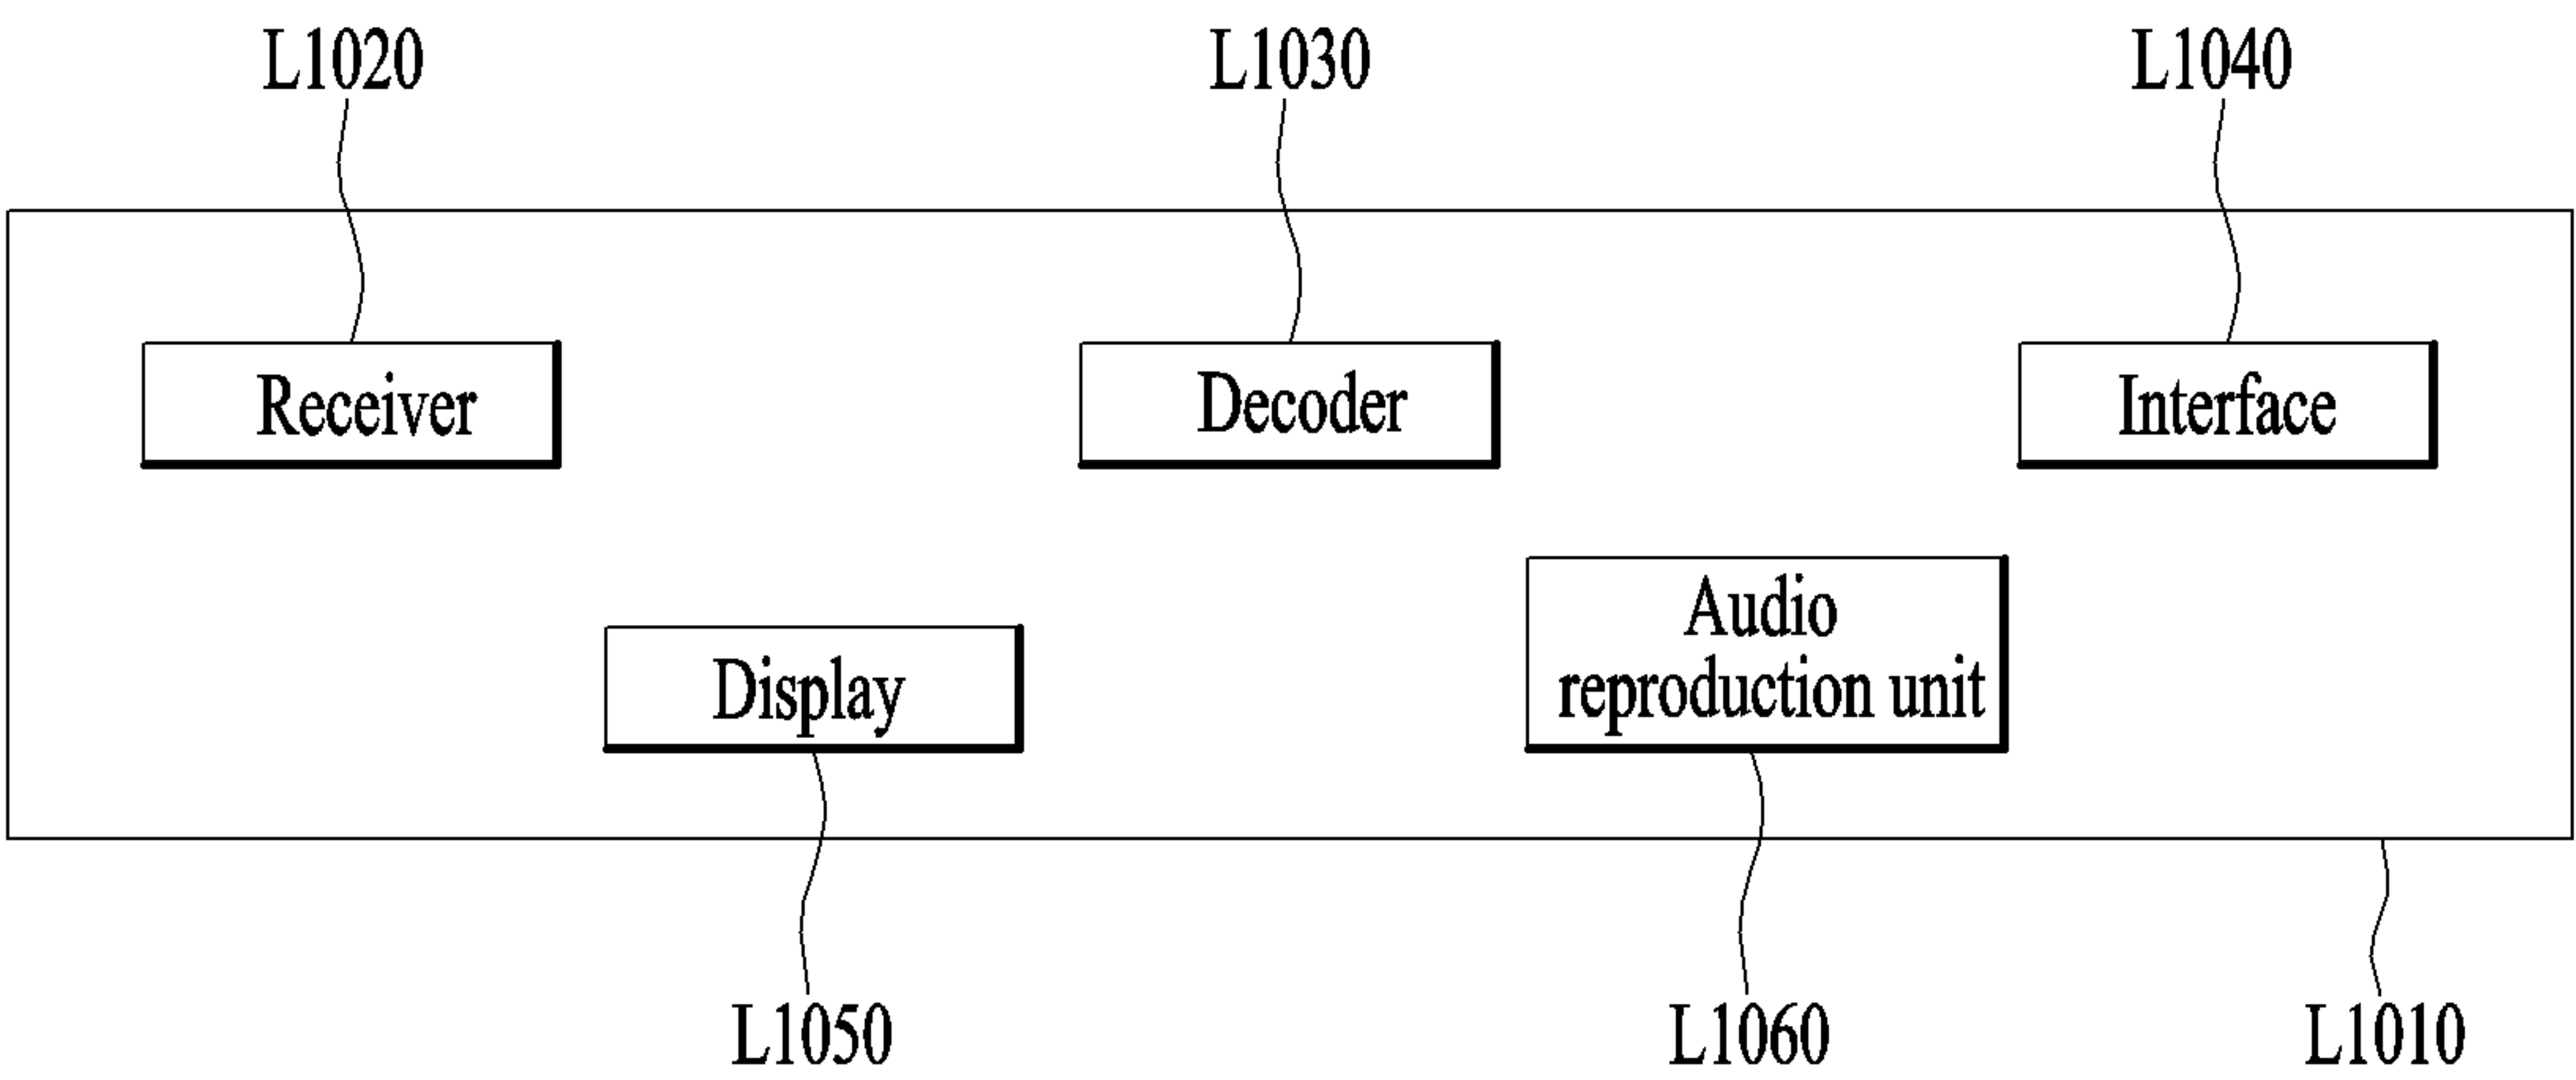 L1020
L1030
L1040
Receiver
Decoder
Interface
Display
Audio
reproduction unit
L1050
L1060
L1010